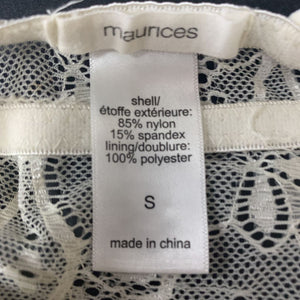 maurices
shell/
étoffe extérieure:
85% nylon
15% spandex
lining/doublure:
100% polyester
S
made in china